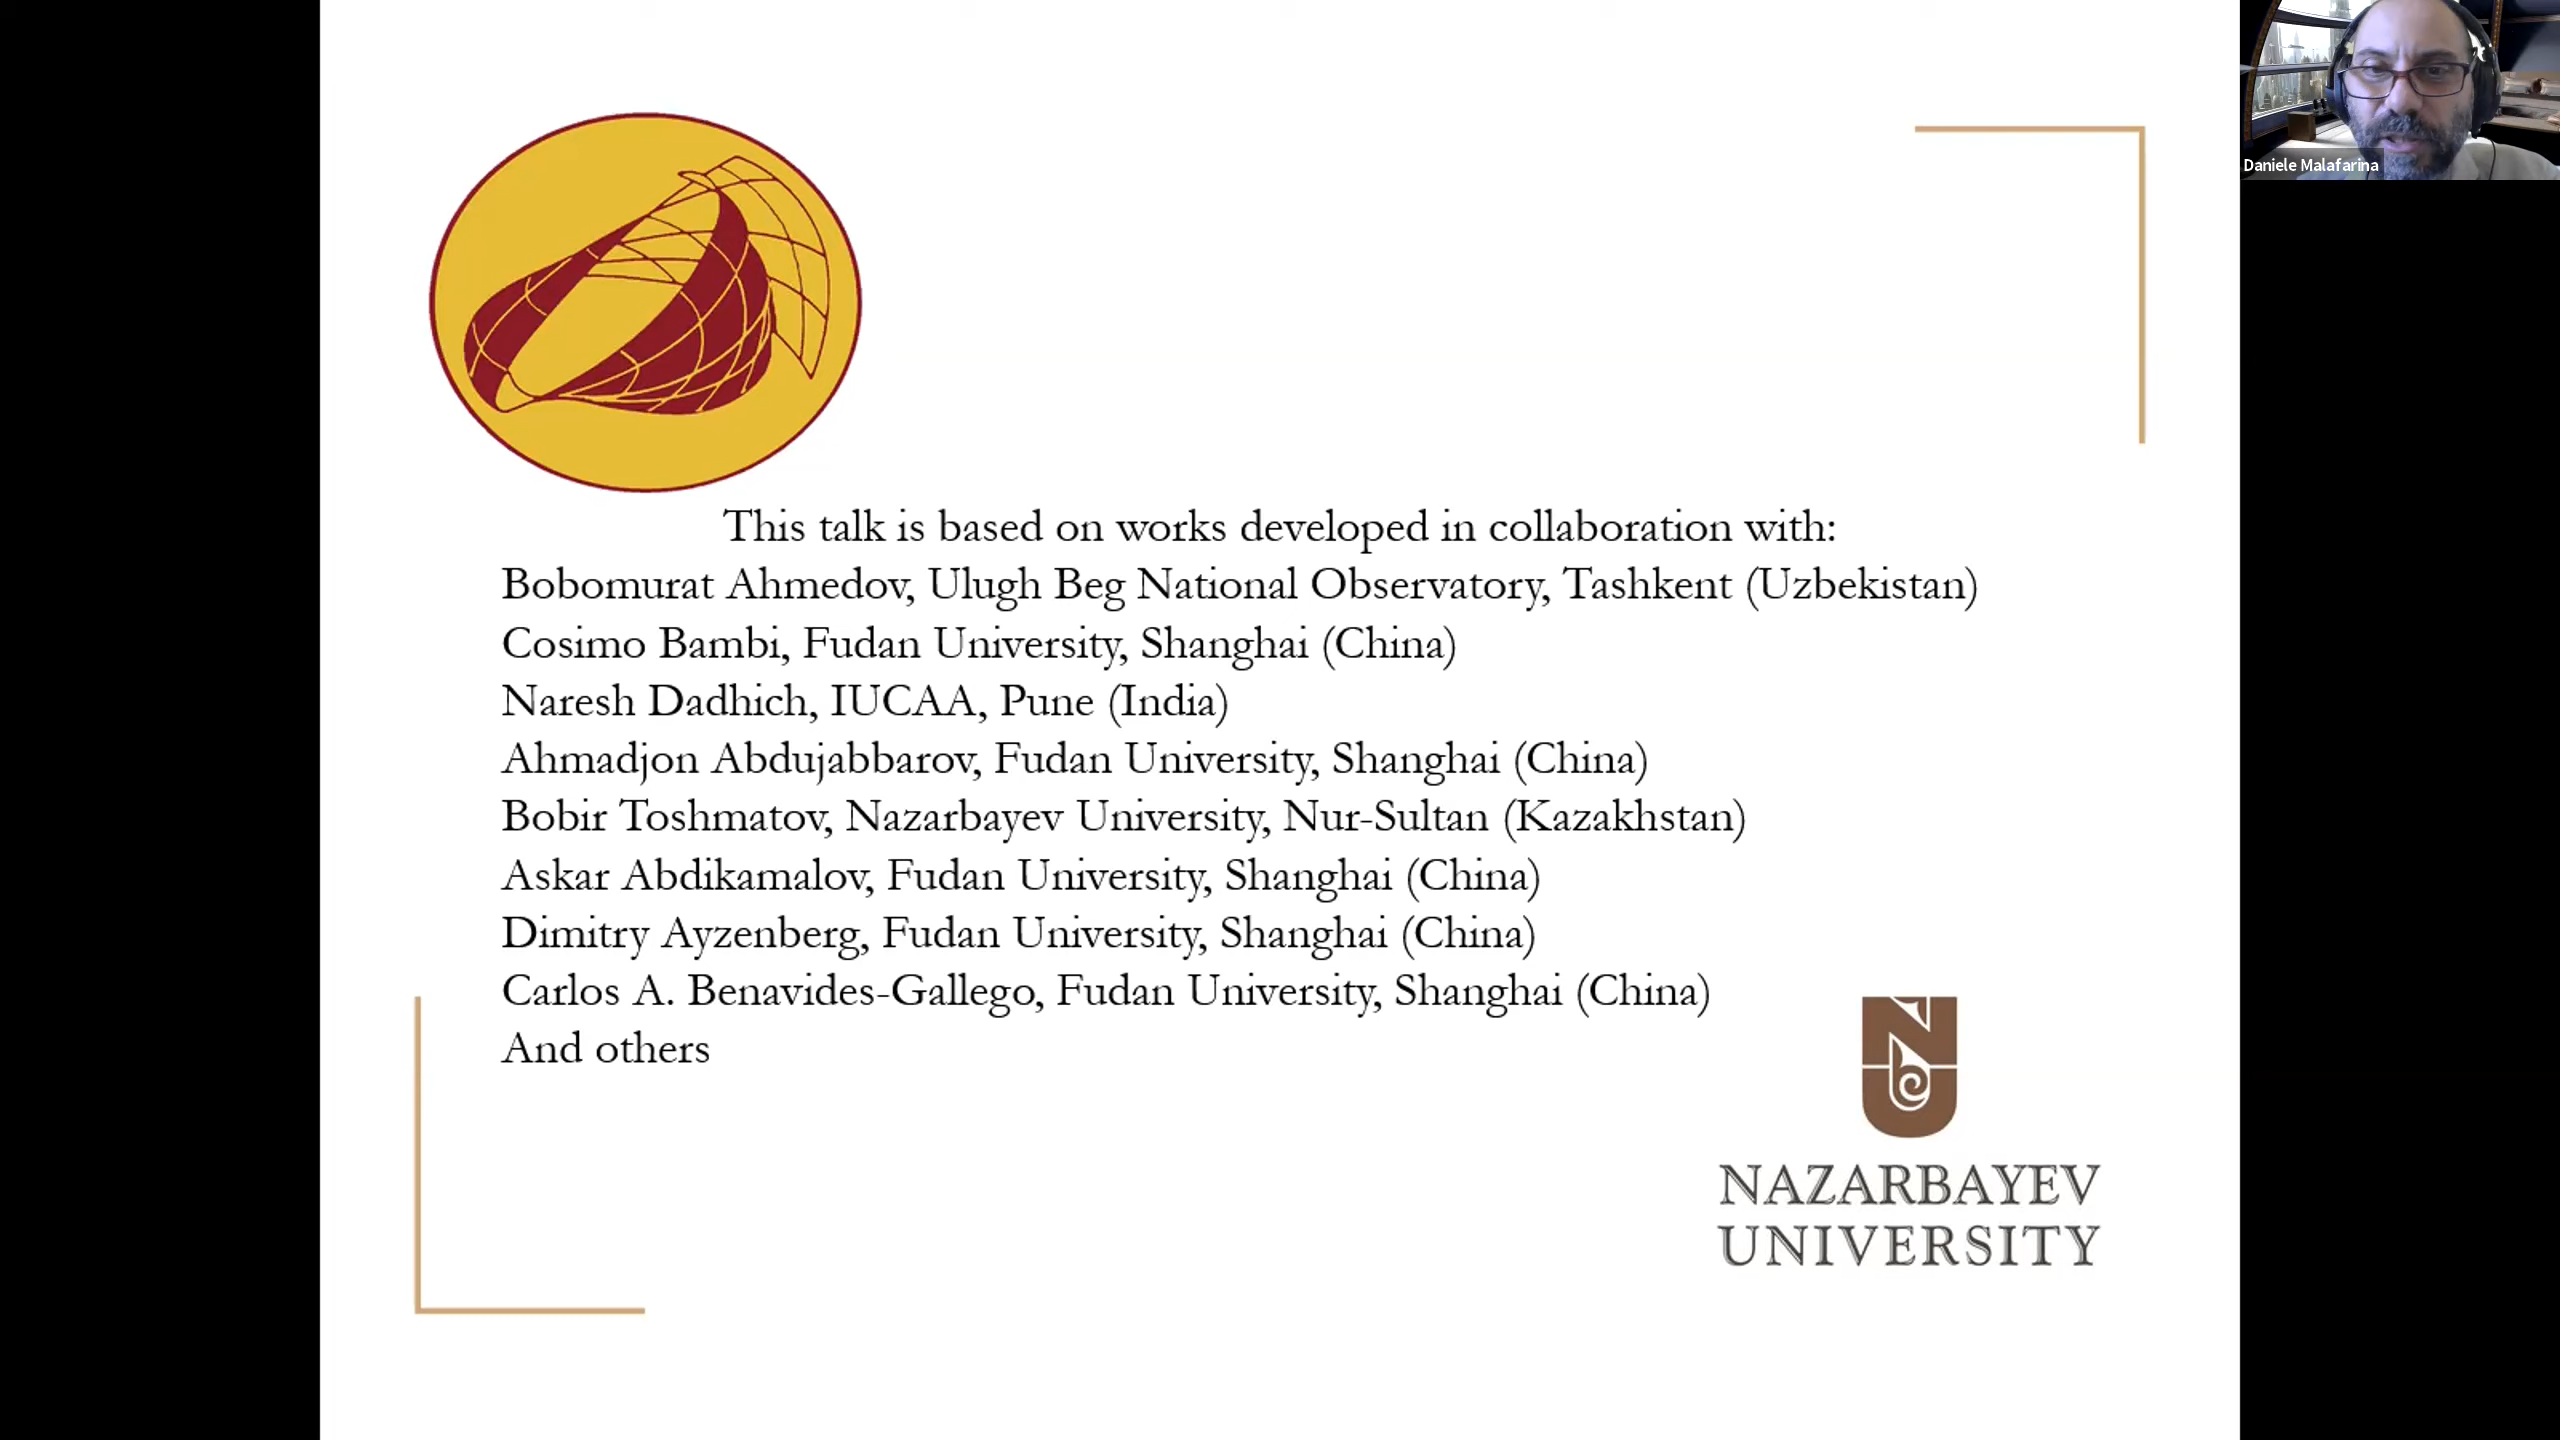 Daniele Malafarina
This talk is based on works developed in collaboration with:
Bobomurat Ahmedov, Ulugh Beg National Observatory, Tashkent (Uzbekistan)
Cosimo Bambi, Fudan University, Shanghai (China)
Naresh Dadhich, IUCAA, Pune (India)
Ahmadjon Abdujabbarov, Fudan University, Shanghai (China)
Bobir Toshmatov, Nazarbayev University, Nur-Sultan (Kazakhstan)
Askar Abdikamalov, Fudan University, Shanghai (China)
Dimitry Ayzenberg, Fudan University, Shanghai (China)
Carlos A. Benavides-Gallego, Fudan University, Shanghai (China)
And others
NAZARBAYEV
UNIVERSITY